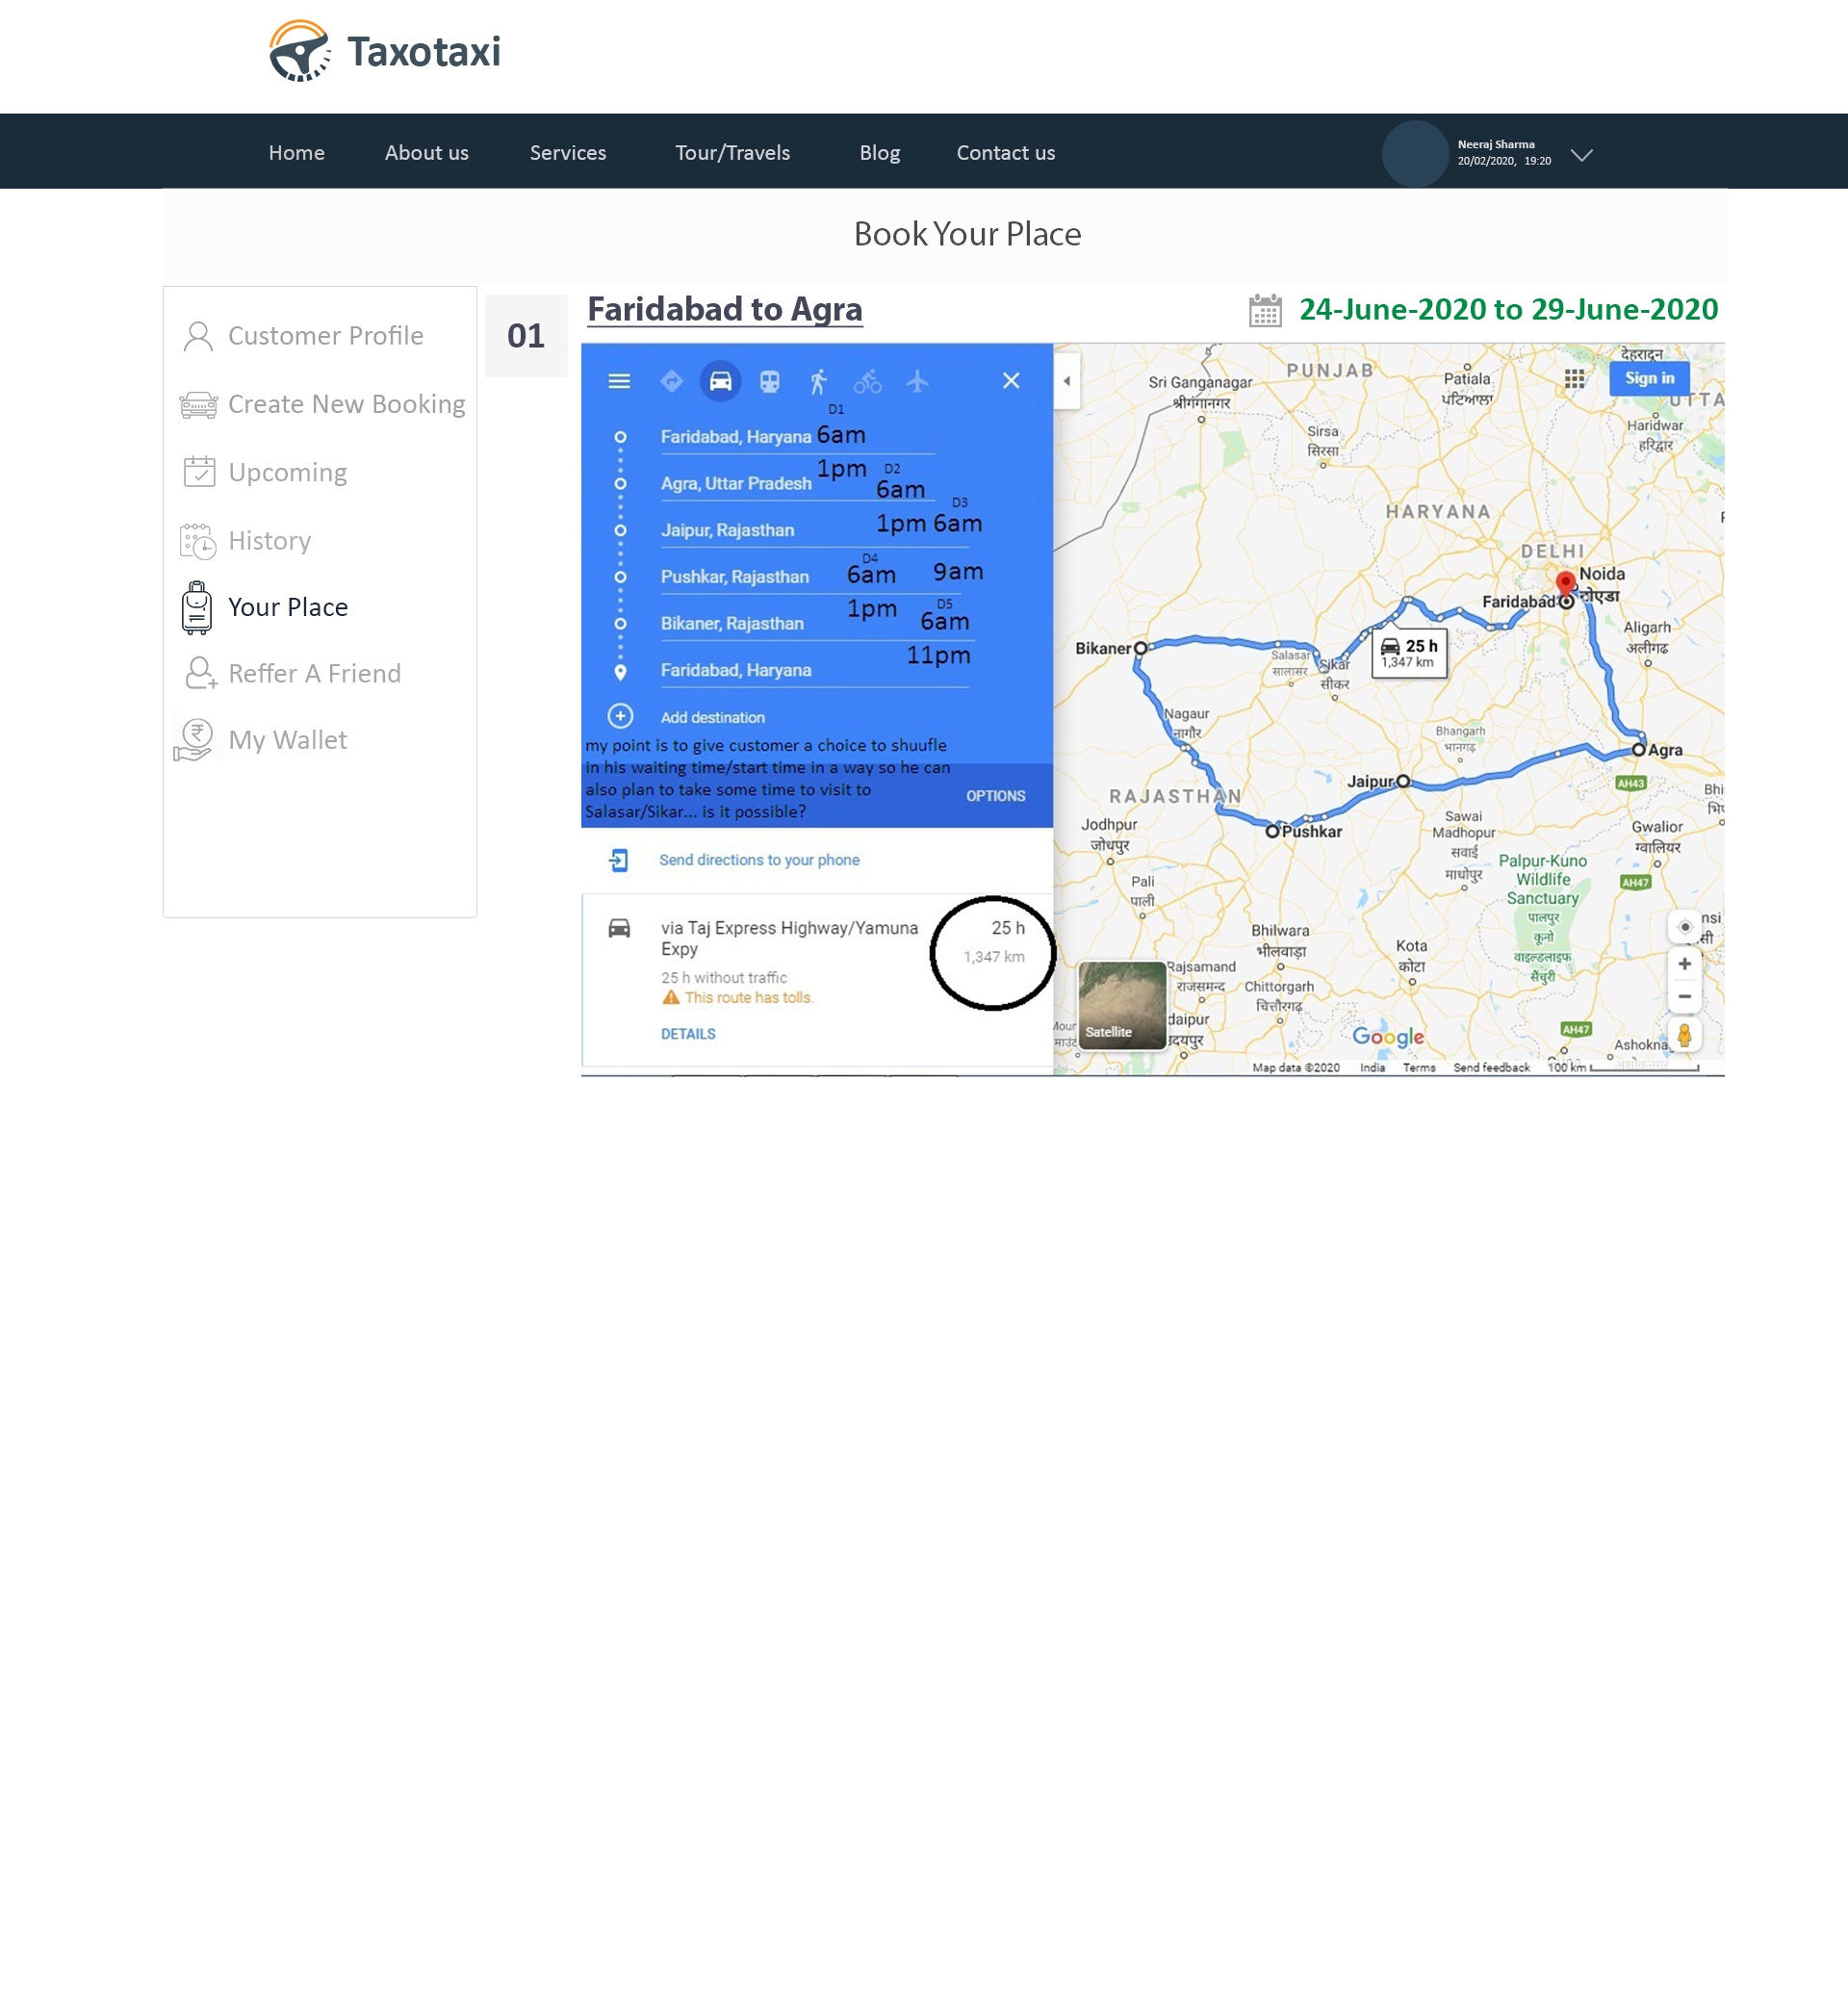 Taxotaxi
Home About us Services Tour/Travels Blog Contact us
Neeraj Sharma
20/02/2020, 19:20
Book Your Place
Customer Profile
Create New Booking
Upcoming
History
Your Place
Reffer A Friend
My Wallet
01
Faridabad to Agra
24-June-2020 to 29-June-2020
D1
Faridabad, Haryana 6am
1pm D2
Agra, Uttar Pradesh 6am
D3
Jaipur, Rajasthan 1pm 6am
D4
Pushkar, Rajasthan 6am 9am
1pm D5
Bikaner, Rajasthan 6am
11pm
Faridabad, Haryana
Add destination
my point is to give customer a choice to shuufle
in his waiting time/start time in a way so he can
also plan to take some time to visit to
Salasar/Sikar... is it possible?
OPTIONS
Send directions to your phone
via Taj Express Highway/Yamuna
Expy
25 h
1,347 km
25 h without traffic
This route has tolls.
DETAILS
देहरादून
Sign in
PUNJAB
Patiala
पटिआला
Sri Ganganagar
श्रीगंगानगर
UTTA
Haridwar
हरिद्वार
Sirsa
सिरसा
HARYANA
DELHI
Noida
नोएडा
Faridabad
Aligarh
अलीगढ़
Bikaner
25 h
1,347 km
Salasar
सालासर
Sikar
सीकर
Nagaur
नागौर
Bhangarh
भानगढ़
Agra
Jaipur
AH43
RAJASTHAN
Bhi
Jodhpur
जोधपुर
Pushkar
Sawai
Madhopur
सवाई
माधोपुर
Gwalior
ग्वालियर
Palpur-Kuno
Wildlife
Sanctuary
पालपुर
कूनो
वाइल्डलाइफ
सैंचुरी
AH47
Pali
पाली
Bhilwara
भीलवाड़ा
Kota
कोटा
nsi
सी
Rajsamand
राजसमन्द
Chittorgarh
चित्तौरगढ़
Satellite
Mour
daipur
उदयपुर
Google
AH47
Ashokna
Map data ©2020 India Terms Send feedback 100 km